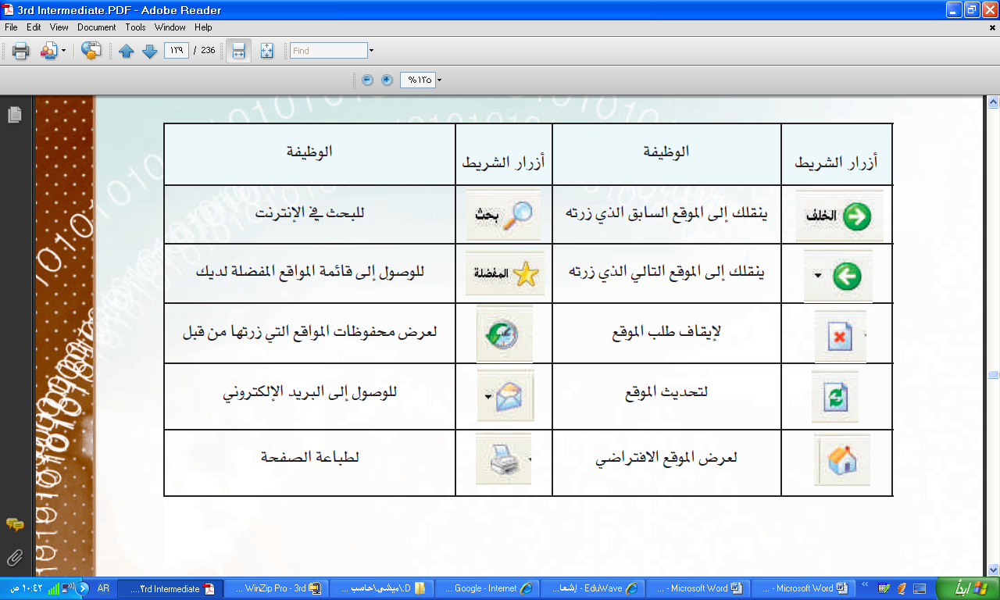 3rd Intermediate.PDF - Adobe Reader
File Edit View Document Tools Window Help
١٢٩ / 236 Find
%١٢٥
أزرار الشريط الوظيفة أزرار الشريط الوظيفة
الخلف ينقلك إلى الموقع السابق الذي زرته بحث للبحث في الإنترنت
ينقلك إلى الموقع التالي الذي زرته المفضلة للوصول إلى قائمة المواقع المفضلة لديك
لإيقاف طلب الموقع لعرض محفوظات المواقع التي زرتها من قبل
لتحديث الموقع للوصول إلى البريد الإلكتروني
لعرض الموقع الافتراضي لطباعة الصفحة
ابدأ ... - Microsoft Word ... - Microsoft Word ... EduWave - إشعا ... Google - Internet ... D:\ميشي\حاسب ... WinZip Pro - 3rd ... ٣rd Intermediate AR ١٠:٤٢ ص